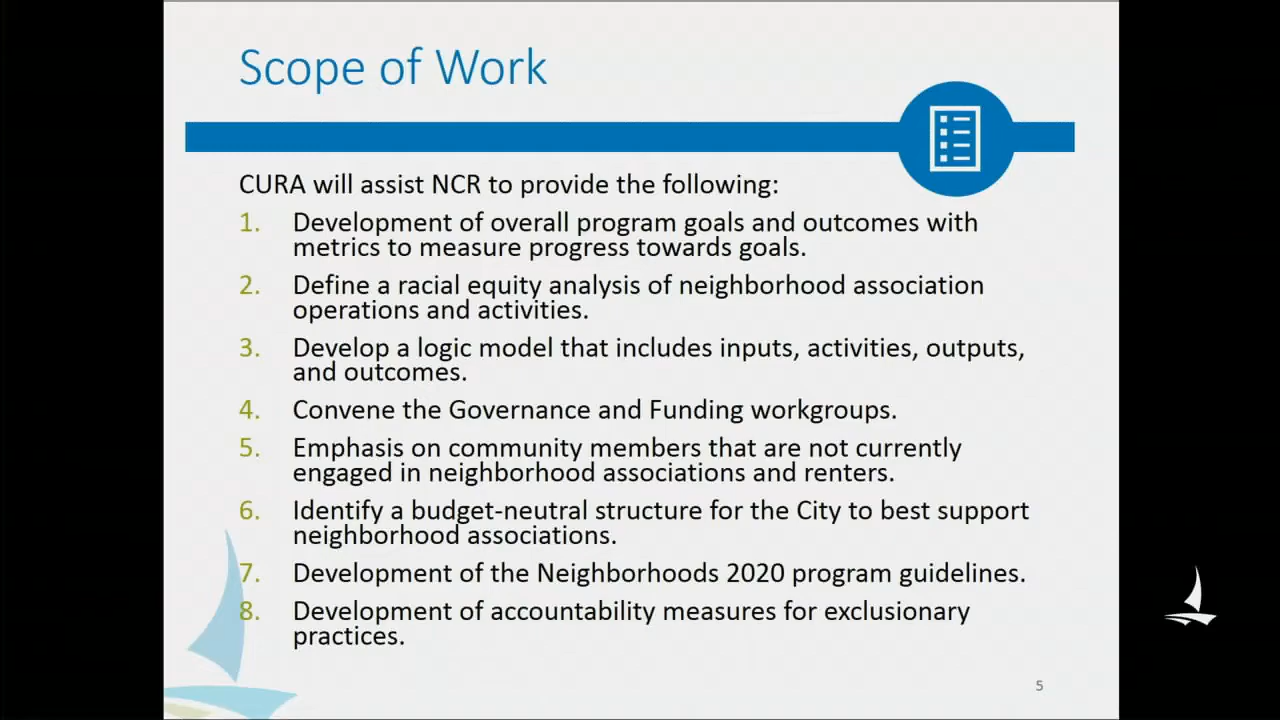 Scope of Work
CURA will assist NCR to provide the following:
1. Development of overall program goals and outcomes with
metrics to measure progress towards goals.
2. Define a racial equity analysis of neighborhood association
operations and activities.
3. Develop a logic model that includes inputs, activities, outputs,
and outcomes.
4. Convene the Governance and Funding workgroups.
5. Emphasis on community members that are not currently
engaged in neighborhood associations and renters.
6. Identify a budget-neutral structure for the City to best support
neighborhood associations.
7. Development of the Neighborhoods 2020 program guidelines.
8. Development of accountability measures for exclusionary
practices.
5